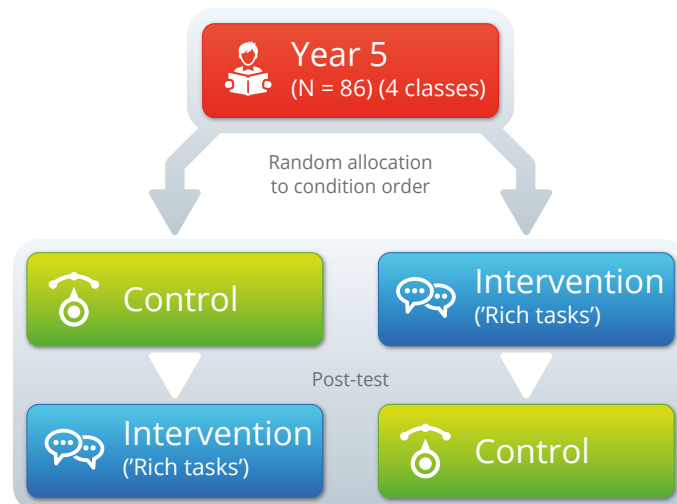 Year 5
(N = 86) (4 classes)
Random allocation
to condition order
Control
Intervention
('Rich tasks')
Post-test
Intervention
('Rich tasks')
Control